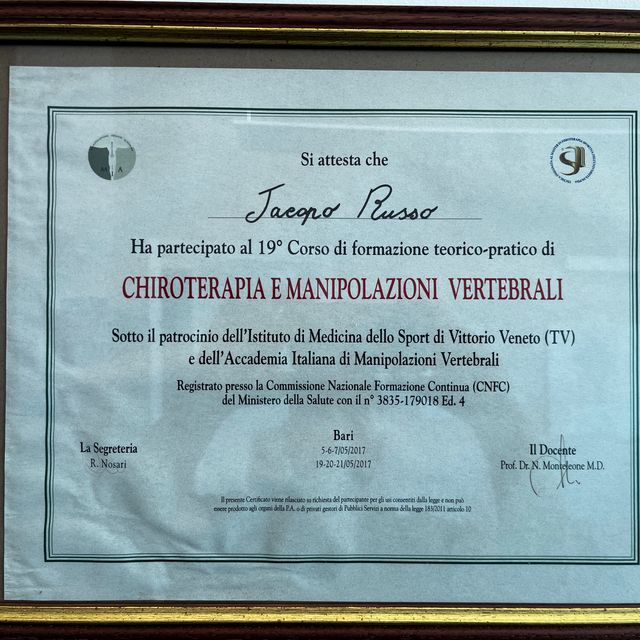 Si attesta che
Jacopo Russo
Ha partecipato al 19° Corso di formazione teorico-pratico di
CHIROTERAPIA E MANIPOLAZIONI VERTEBRALI
Sotto il patrocinio dell'Istituto di Medicina dello Sport di Vittorio Veneto (TV)
e dell'Accademia Italiana di Manipolazioni Vertebrali
Registrato presso la Commissione Nazionale Formazione Continua (CNFC)
del Ministero della Salute con il n° 3835-179018 Ed. 4
La Segreteria
R. Nosari
Bari
5-6-7/05/2017
19-20-21/05/2017
Il Docente
Prof. Dr. N. Monteleone M.D.
Il presente Certificato viene rilasciato su richiesta del partecipante per gli usi consentiti dalla legge e non può
essere prodotto agli organi della P.A. o di privati gestori di Pubblici Servizi a norma della legge 183/2011 articolo 10